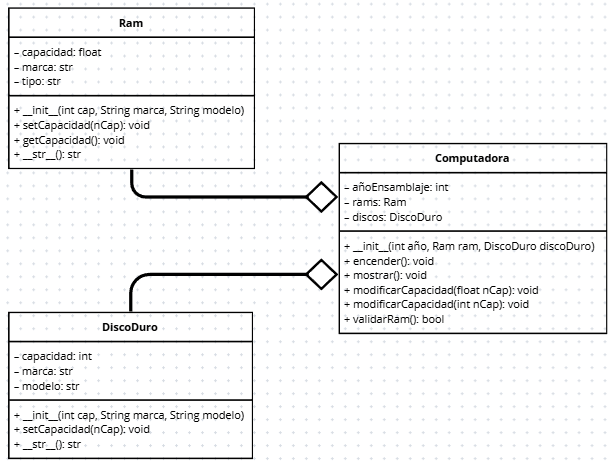 Ram
– capacidad: float
– marca: str
– tipo: str
+ __init__(int cap, String marca, String modelo)
+ setCapacidad(nCap): void
+ getCapacidad(): void
+ __str__(): str
Computadora
– añoEnsamblaje: int
– rams: Ram
– discos: DiscoDuro
+ __init__(int año, Ram ram, DiscoDuro discoDuro)
+ encender(): void
+ mostrar(): void
+ modificarCapacidad(float nCap): void
+ modificarCapacidad(int nCap): void
+ validarRam(): bool
DiscoDuro
– capacidad: int
– marca: str
– modelo: str
+ __init__(int cap, String marca, String modelo)
+ setCapacidad(nCap): void
+ __str__(): str